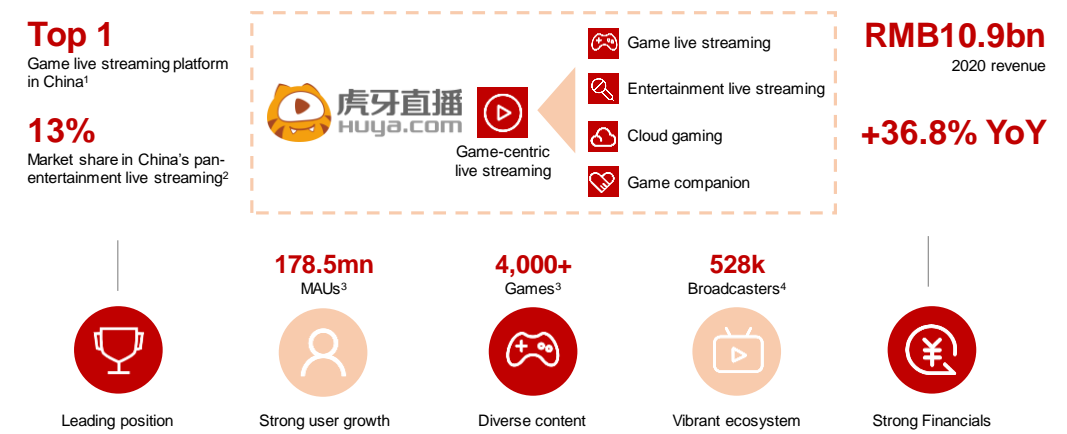 Top 1
Game live streaming platform
in China¹
13%
Market share in China's pan-
entertainment live streaming²
虎牙直播
HUYa.com
Game-centric
live streaming
Game live streaming
Entertainment live streaming
Cloud gaming
Game companion
RMB10.9bn
2020 revenue
+36.8% YoY
178.5mn
MAUs³
4,000+
Games³
528k
Broadcasters⁴
¥
Leading position
Strong user growth
Diverse content
Vibrant ecosystem
Strong Financials